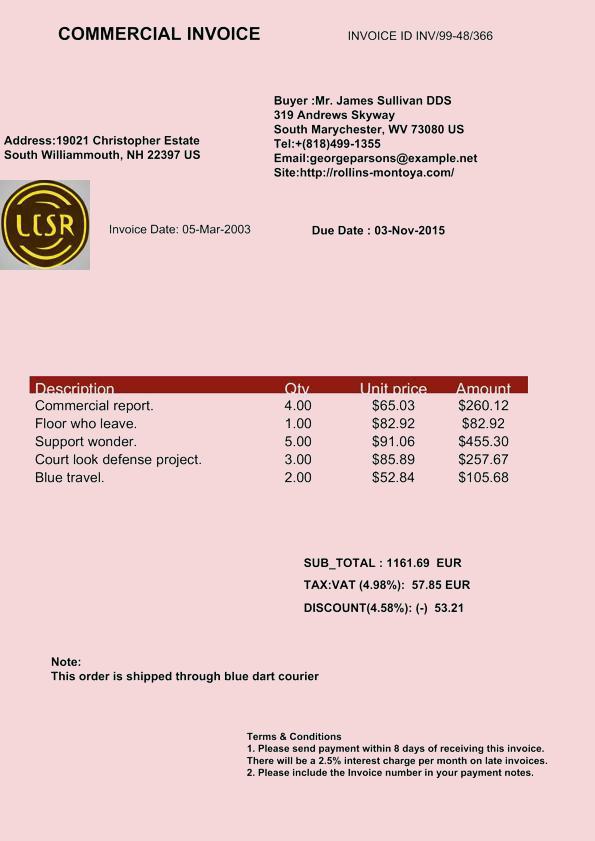 COMMERCIAL INVOICE
INVOICE ID INV/99-48/366
Buyer :Mr. James Sullivan DDS
319 Andrews Skyway
South Marychester, WV 73080 US
Tel:+(818)499-1355
Email:georgeparsons@example.net
Site:http://rollins-montoya.com/
Address:19021 Christopher Estate
South Williammouth, NH 22397 US
LCSR
Invoice Date: 05-Mar-2003
Due Date : 03-Nov-2015
Description Qty Unit price Amount
Commercial report. 4.00 $65.03 $260.12
Floor who leave. 1.00 $82.92 $82.92
Support wonder. 5.00 $91.06 $455.30
Court look defense project. 3.00 $85.89 $257.67
Blue travel. 2.00 $52.84 $105.68
SUB_TOTAL : 1161.69 EUR
TAX:VAT (4.98%): 57.85 EUR
DISCOUNT(4.58%): (-) 53.21
Note:
This order is shipped through blue dart courier
Terms & Conditions
1. Please send payment within 8 days of receiving this invoice.
There will be a 2.5% interest charge per month on late invoices.
2. Please include the Invoice number in your payment notes.